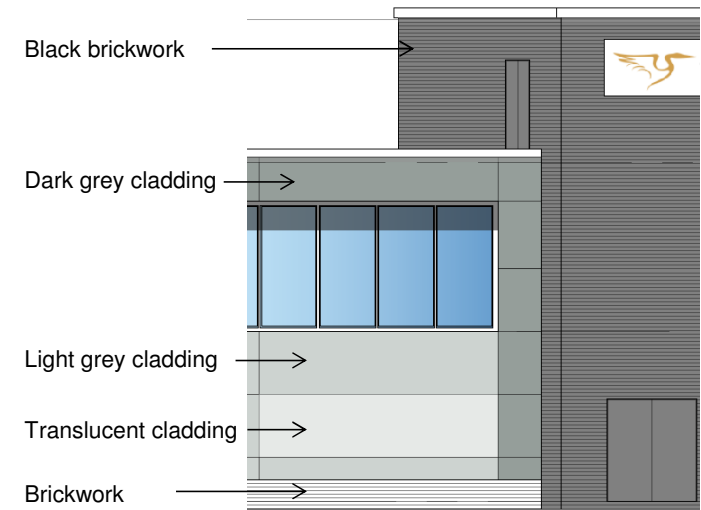 Black brickwork
Dark grey cladding
Light grey cladding
Translucent cladding
Brickwork